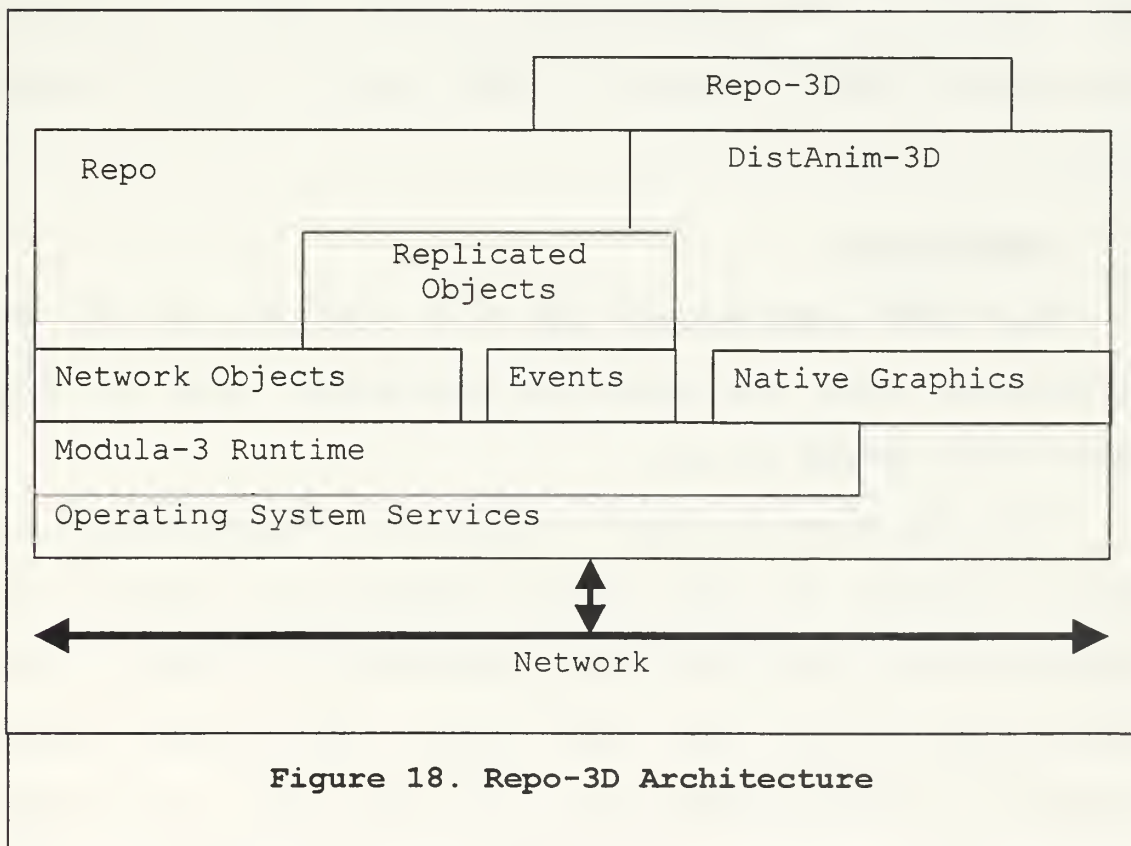 Repo-3D
Repo
DistAnim-3D
Replicated
Objects
Network Objects
Events
Native Graphics
Modula-3 Runtime
Operating System Services
Network
Figure 18. Repo-3D Architecture